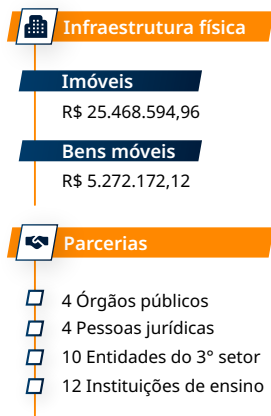 Infraestrutura física
Imóveis
R$ 25.468.594,96
Bens móveis
R$ 5.272.172,12
Parcerias
4 Órgãos públicos
4 Pessoas jurídicas
10 Entidades do 3° setor
12 Instituições de ensino